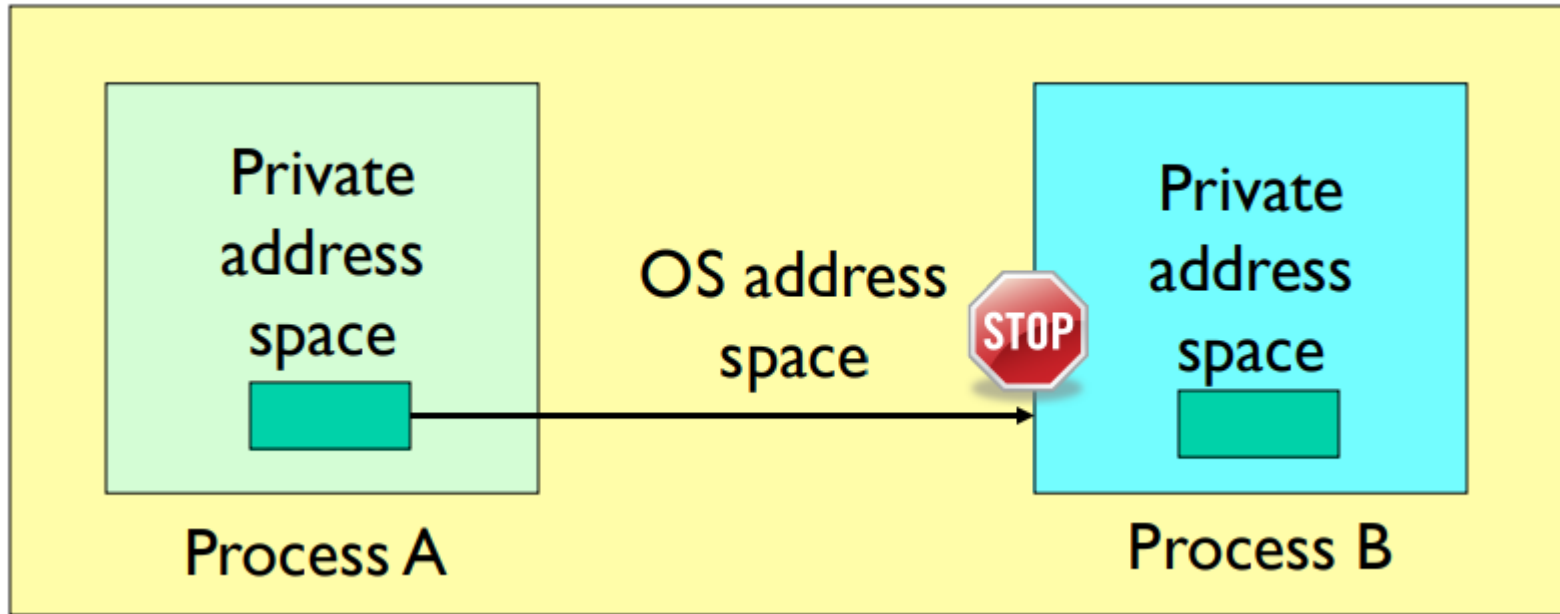 Private
address
space
Process A
OS address
space
STOP
Private
address
space
Process B